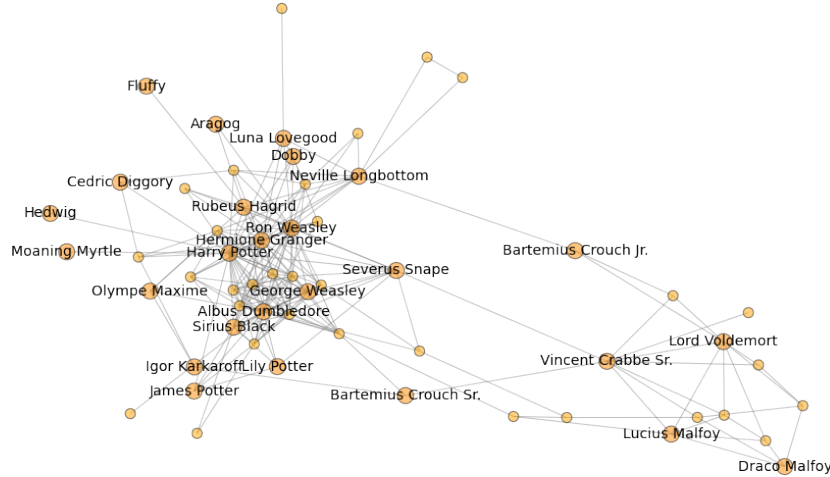 Fluffy
Aragog
Luna Lovegood
Dobby
Neville Longbottom
Cedric Diggory
Rubeus Hagrid
Hedwig
Ron Weasley
Hermione Granger
Moaning Myrtle
Harry Potter
Bartemius Crouch Jr.
Severus Snape
Olympe Maxime
George Weasley
Albus Dumbledore
Sirius Black
Lord Voldemort
Vincent Crabbe Sr.
Igor Karkaroff
Lily Potter
James Potter
Bartemius Crouch Sr.
Lucius Malfoy
Draco Malfoy